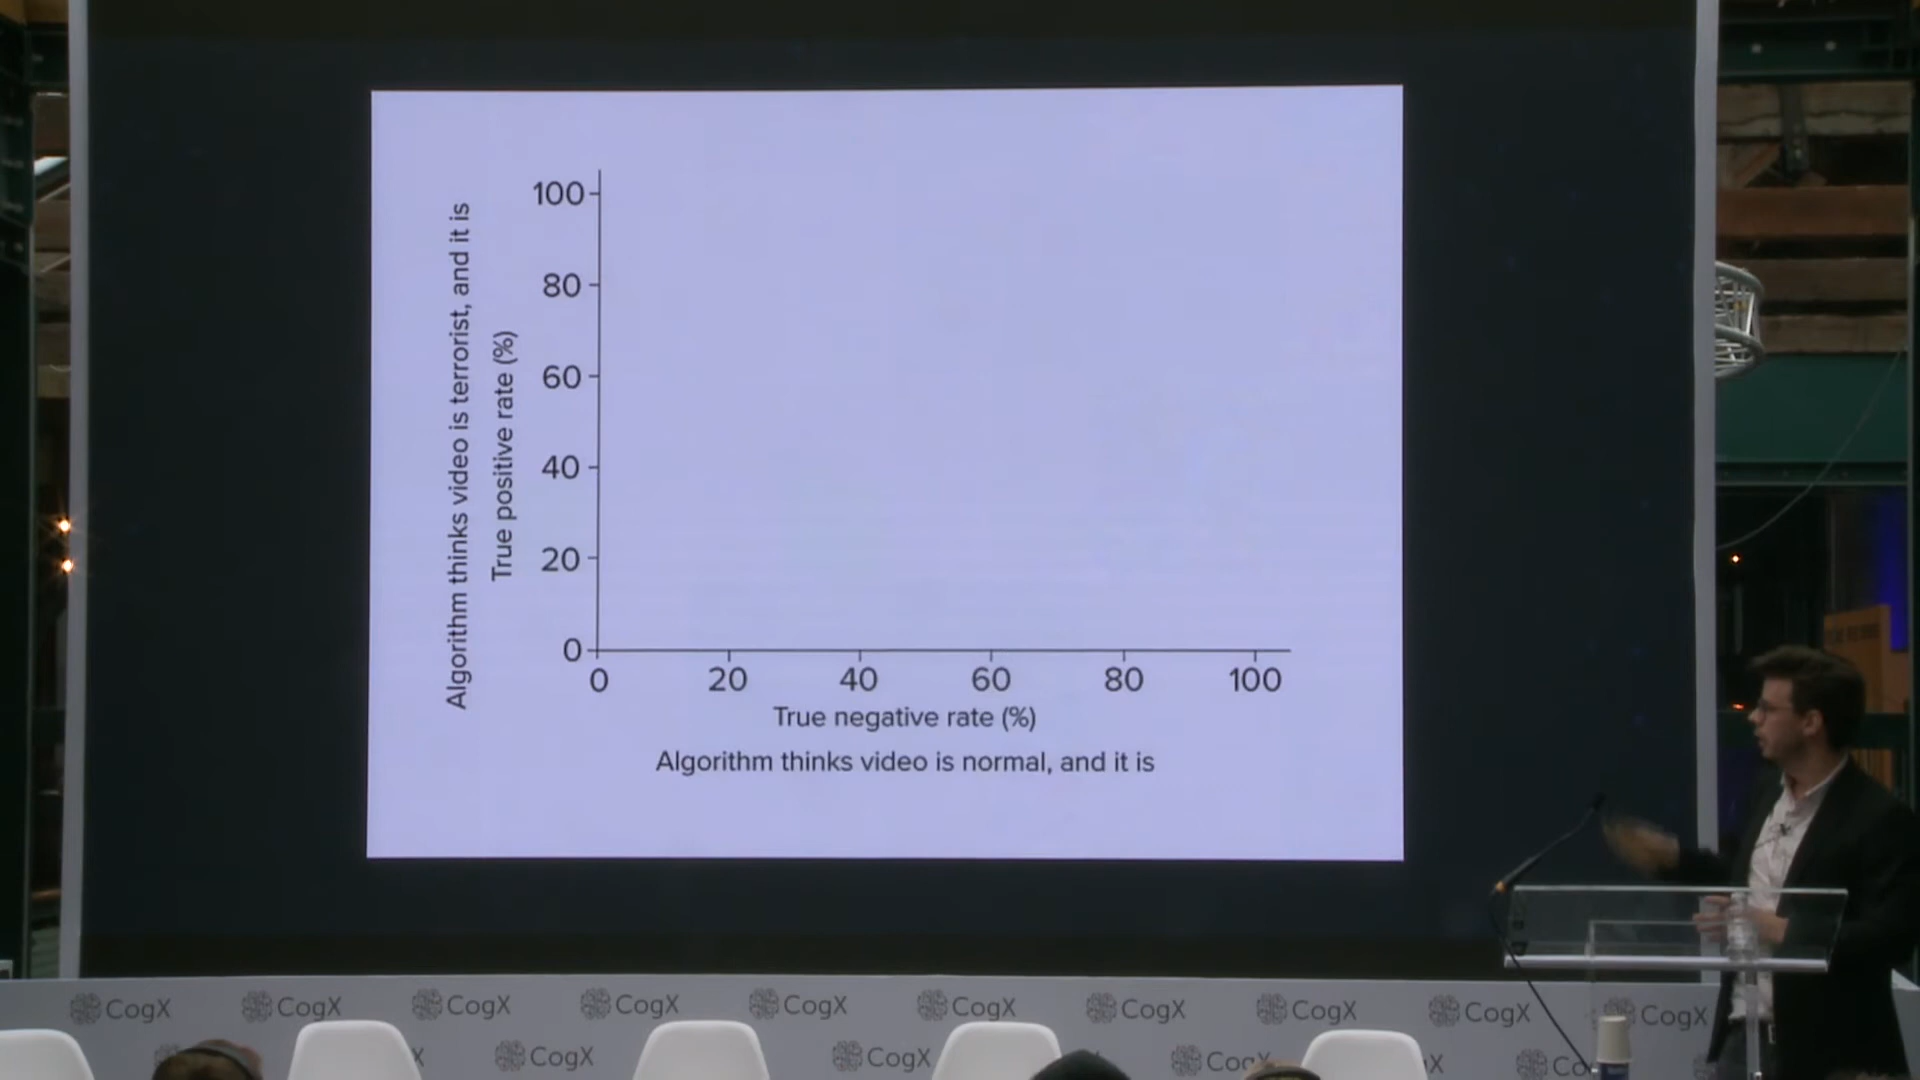 Algorithm thinks video is terrorist, and it is
True positive rate (%)
100
80
60
40
20
0
0 20 40 60 80 100
True negative rate (%)
Algorithm thinks video is normal, and it is
CogX CogX CogX CogX CogX CogX CogX CogX CogX CogX
X CogX CogX Cog X Co